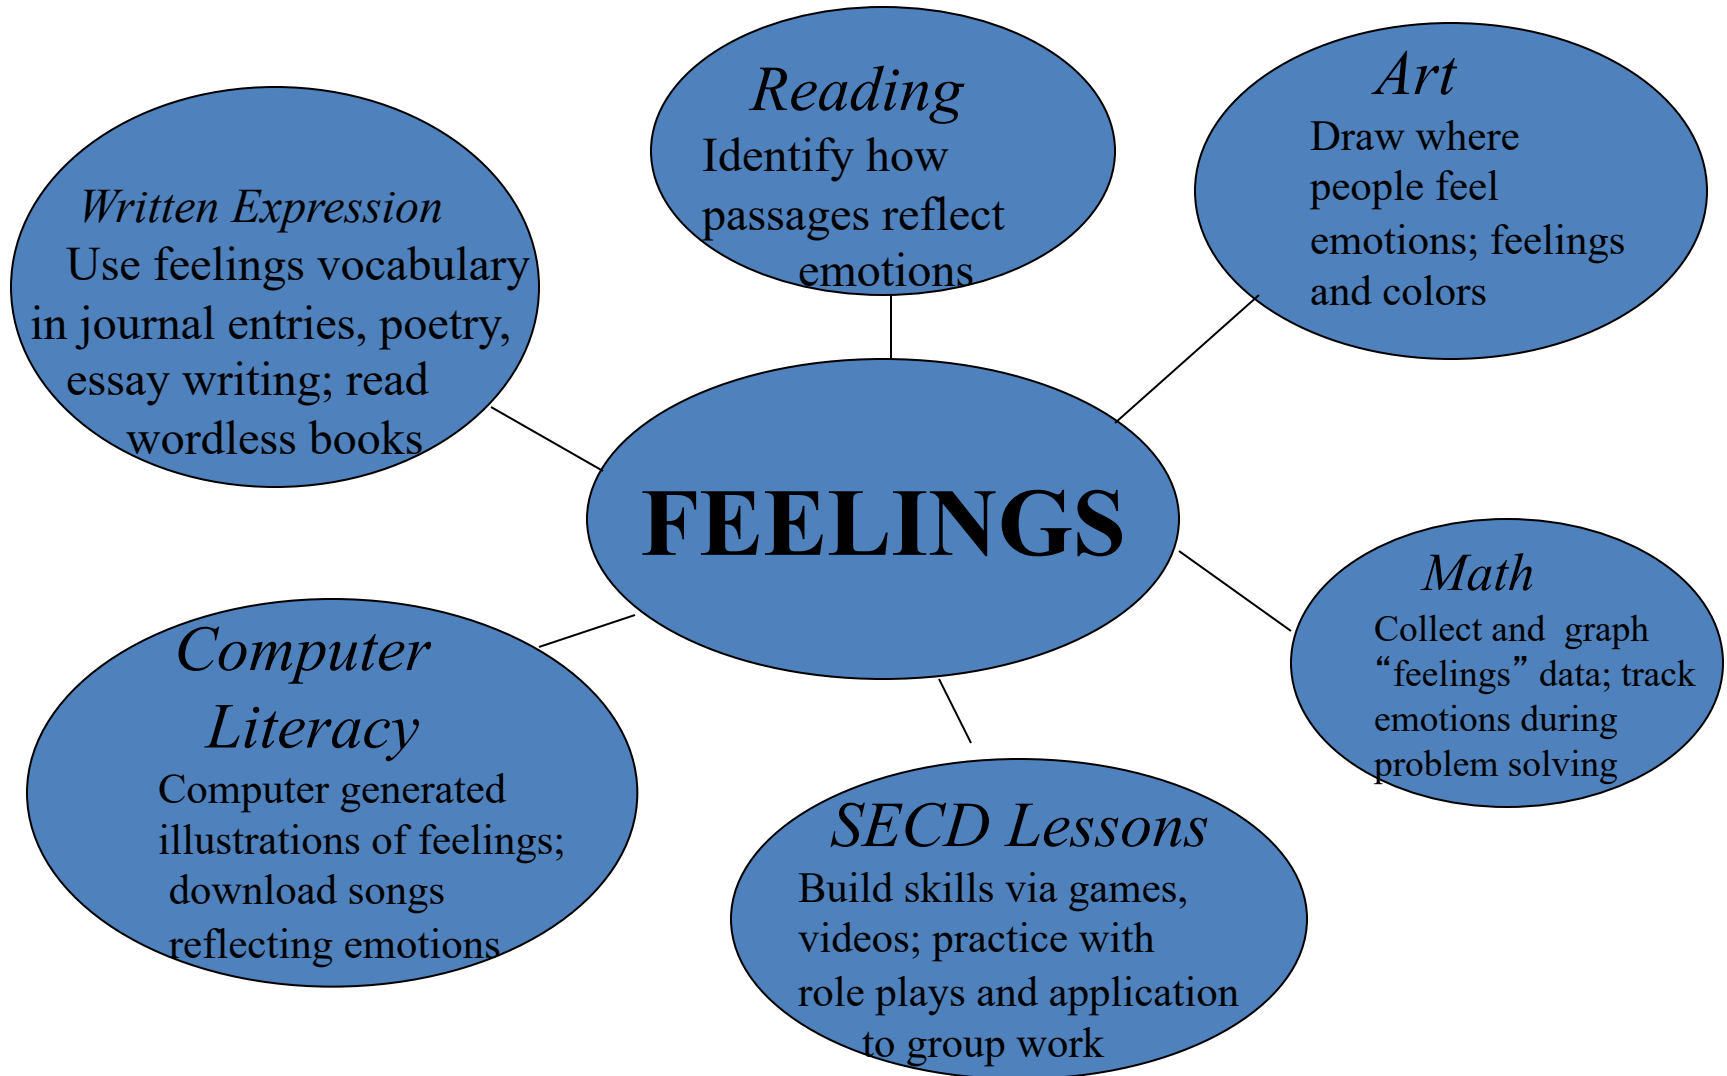 Reading
Identify how
passages reflect
emotions
Art
Draw where
people feel
emotions; feelings
and colors
Written Expression
Use feelings vocabulary
in journal entries, poetry,
essay writing; read
wordless books
FEELINGS
Math
Collect and  graph
“feelings” data; track
emotions during
problem solving
Computer
Literacy
Computer generated
illustrations of feelings;
download songs
reflecting emotions
SECD Lessons
Build skills via games,
videos; practice with
role plays and application
to group work